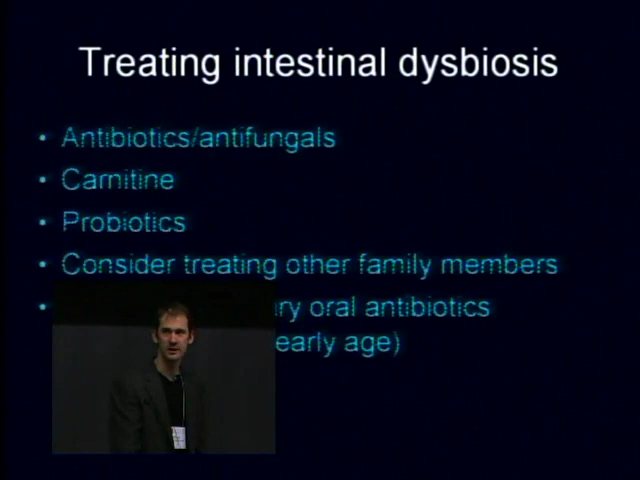 Treating intestinal dysbiosis
• Antibiotics/antifungals
• Carnitine
• Probiotics
• Consider treating other family members
• ry oral antibiotics
early age)